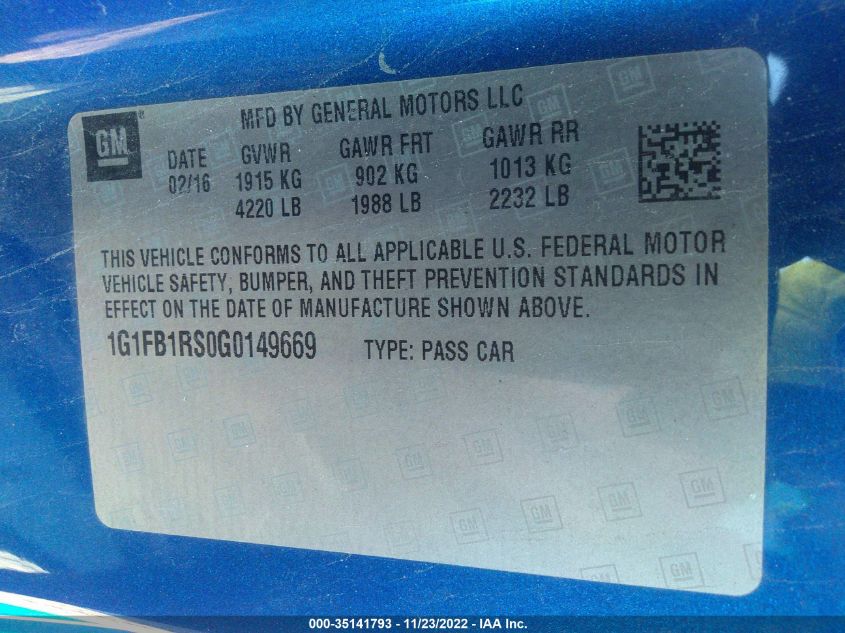 MFD BY GENERAL MOTORS LLC
GM®
DATE GVWR GAWR FRT GAWR RR
02/16 1915 KG 902 KG 1013 KG
4220 LB 1988 LB 2232 LB
THIS VEHICLE CONFORMS TO ALL APPLICABLE U.S. FEDERAL MOTOR
VEHICLE SAFETY, BUMPER, AND THEFT PREVENTION STANDARDS IN
EFFECT ON THE DATE OF MANUFACTURE SHOWN ABOVE.
1G1FB1RS0G0149669 TYPE: PASS CAR
000-35141793 - 11/23/2022 - IAA Inc.